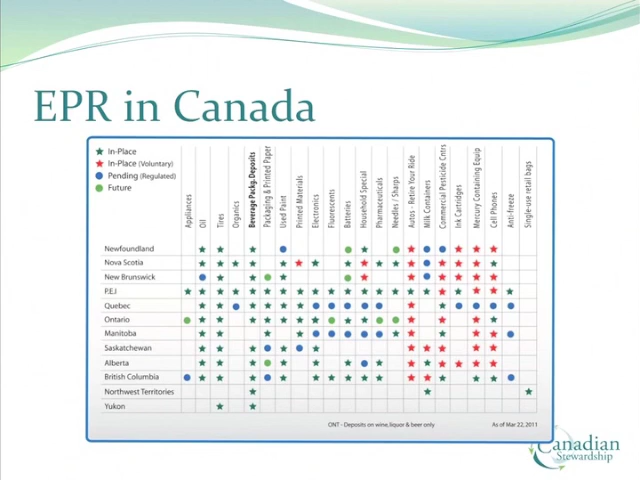 EPR in Canada
In-Place
In-Place (Voluntary)
Pending (Regulated)
Future
Appliances
Oil
Tires
Organics
Beverage Packg. Deposits
Packaging & Printed Paper
Used Paint
Printed Materials
Electronics
Fluorescents
Batteries
Household Special
Pharmaceuticals
Needles / Sharps
Autos - Retire Your Ride
Milk Containers
Commercial Pesticide Cntrs
Ink Cartridges
Mercury Containing Equip
Cell Phones
Anti-freeze
Single-use retail bags
Newfoundland
Nova Scotia
New Brunswick
P.E.I
Quebec
Ontario
Manitoba
Saskatchewan
Alberta
British Columbia
Northwest Territories
Yukon
ONT - Deposits on wine,liquor & beer only
As of Mar 22, 2011
Canadian
Stewardship